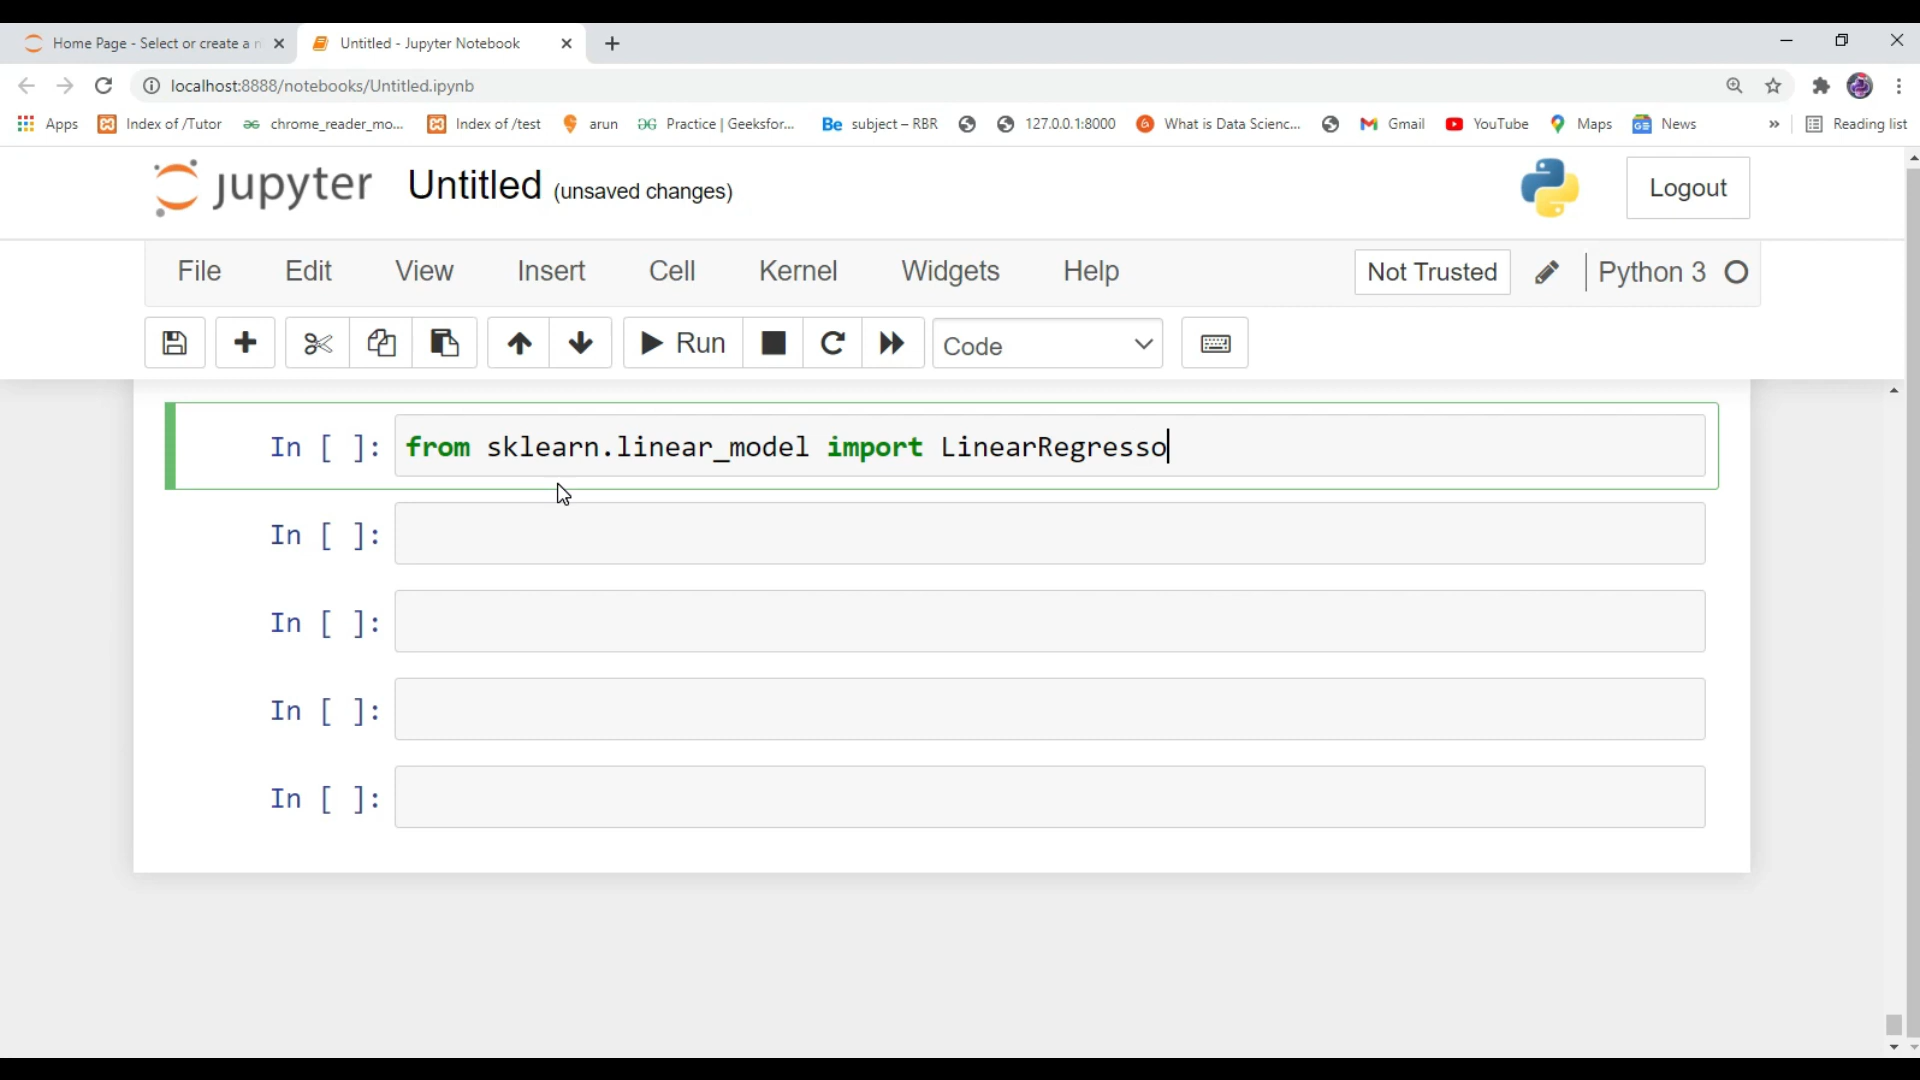 Home Page - Select or create a n
Untitled - Jupyter Notebook
localhost:8888/notebooks/Untitled.ipynb
Apps Index of /Tutor chrome_reader_mo... Index of /test arun Practice | Geeksfor... Be subject – RBR 127.0.0.1:8000 What is Data Scienc... Gmail YouTube Maps GE News » Reading list
jupyter Untitled (unsaved changes) Logout
File Edit View Insert Cell Kernel Widgets Help Not Trusted Python 3
Run Code
In [ ]: from sklearn.linear_model import LinearRegresso
In [ ]:
In [ ]:
In [ ]:
In [ ]: